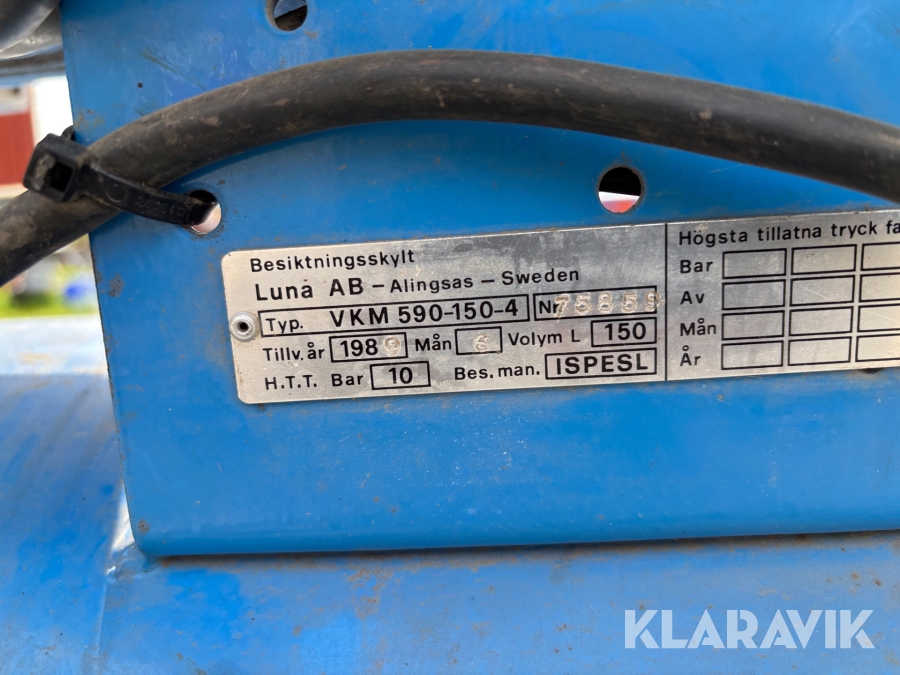 Besiktningsskylt
Luna AB – Alingsas – Sweden
Typ. VKM 590-150-4 Nr
Tillv. år 1989 Mån 6 Volym L 150
H.T.T. Bar 10 Bes. man. ISPESL
Högsta tillatna tryck
Bar
Av
Mån
År
KLARAVIK